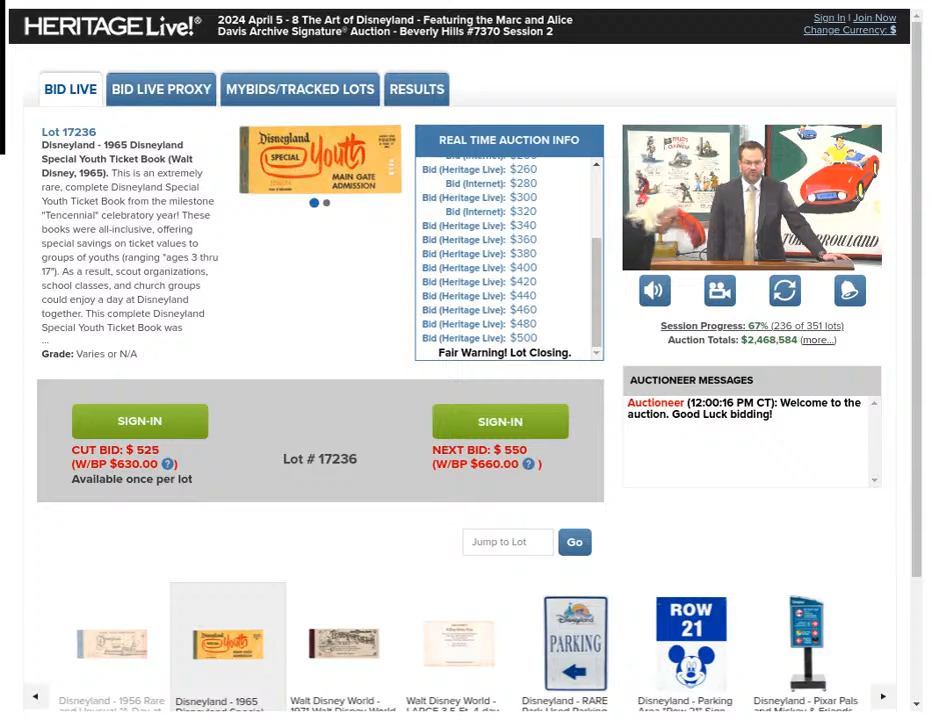 HERITAGE Live!®
2024 April 5 - 8 The Art of Disneyland - Featuring the Marc and Alice
Davis Archive Signature® Auction - Beverly Hills #7370 Session 2
Sign In | Join Now
Change Currency: $
BID LIVE
BID LIVE PROXY
MYBIDS/TRACKED LOTS
RESULTS
Lot 17236
Disneyland - 1965 Disneyland
Special Youth Ticket Book (Walt
Disney, 1965). This is an extremely
rare, complete Disneyland Special
Youth Ticket Book from the milestone
"Tencennial" celebratory year! These
books were all-inclusive, offering
special savings on ticket values to
groups of youths (ranging "ages 3 thru
17"). As a result, scout organizations,
school classes, and church groups
could enjoy a day at Disneyland
together. This complete Disneyland
Special Youth Ticket Book was
...
Grade: Varies or N/A
Disneyland
SPECIAL
Youth
MAIN GATE
ADMISSION
REAL TIME AUCTION INFO
Bid (Heritage Live): $260
Bid (Internet): $280
Bid (Heritage Live): $300
Bid (Internet): $320
Bid (Heritage Live): $340
Bid (Heritage Live): $360
Bid (Heritage Live): $380
Bid (Heritage Live): $400
Bid (Heritage Live): $420
Bid (Heritage Live): $440
Bid (Heritage Live): $460
Bid (Heritage Live): $480
Bid (Heritage Live): $500
Fair Warning! Lot Closing.
Session Progress: 67% (236 of 351 lots)
Auction Totals: $2,468,584 (more...)
AUCTIONEER MESSAGES
Auctioneer (12:00:16 PM CT): Welcome to the
auction. Good Luck bidding!
SIGN-IN
CUT BID: $ 525
(W/BP $630.00 ?)
Available once per lot
Lot # 17236
SIGN-IN
NEXT BID: $ 550
(W/BP $660.00 ? )
Jump to Lot
Go
Disneyland
PARKING
ROW
21
Disneyland - 1956 Rare
Disneyland - 1965
Walt Disney World -
Walt Disney World -
Disneyland - RARE
Disneyland - Parking
Disneyland - Pixar Pals